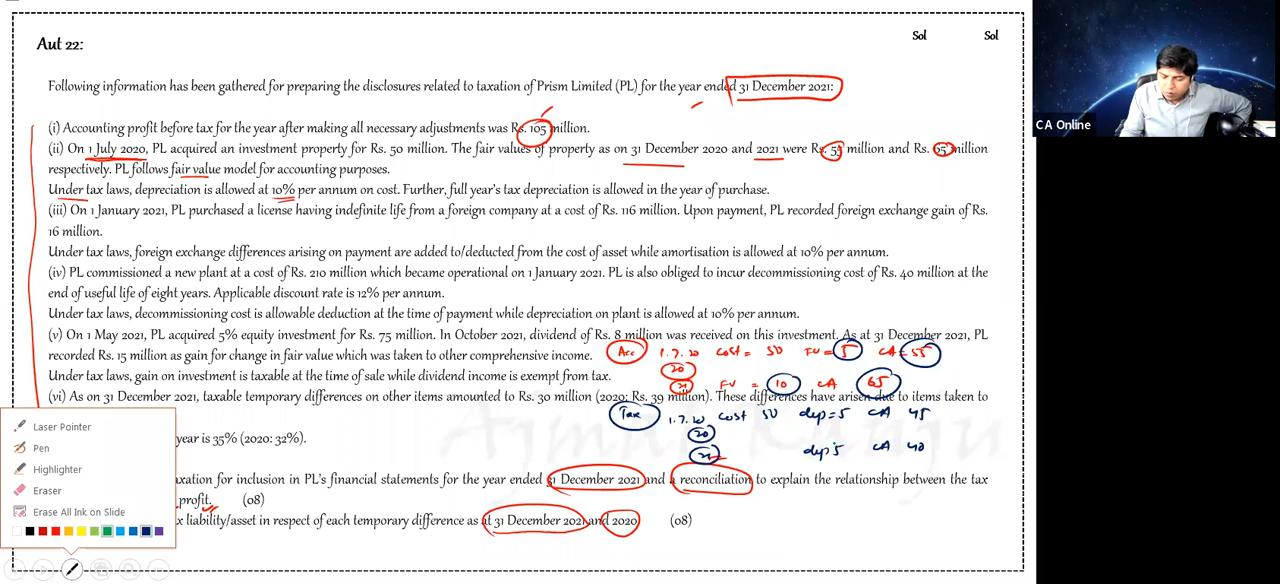 Sol Sol
Aut 22:
Following information has been gathered for preparing the disclosures related to taxation of Prism Limited (PL) for the year ended 31 December 2021:
(i) Accounting profit before tax for the year after making all necessary adjustments was Rs. 105 million.
(ii) On 1 July 2020, PL acquired an investment property for Rs. 50 million. The fair values of property as on 31 December 2020 and 2021 were Rs. 55 million and Rs. 65 million
respectively. PL follows fair value model for accounting purposes.
Under tax laws, depreciation is allowed at 10% per annum on cost. Further, full year's tax depreciation is allowed in the year of purchase.
(iii) On 1 January 2021, PL purchased a license having indefinite life from a foreign company at a cost of Rs. 116 million. Upon payment, PL recorded foreign exchange gain of Rs.
16 million.
Under tax laws, foreign exchange differences arising on payment are added to/deducted from the cost of asset while amortisation is allowed at 10% per annum.
(iv) PL commissioned a new plant at a cost of Rs. 210 million which became operational on 1 January 2021. PL is also obliged to incur decommissioning cost of Rs. 40 million at the
end of useful life of eight years. Applicable discount rate is 12% per annum.
Under tax laws, decommissioning cost is allowable deduction at the time of payment while depreciation on plant is allowed at 10% per annum.
(v) On 1 May 2021, PL acquired 5% equity investment for Rs. 75 million. In October 2021, dividend of Rs. 8 million was received on this investment. As at 31 December 2021, PL
recorded Rs. 15 million as gain for change in fair value which was taken to other comprehensive income.
Acc 1.7.20 Cost = 50 FV = 5 CA = 55
20
Under tax laws, gain on investment is taxable at the time of sale while dividend income is exempt from tax.
21 FV = 10 CA 65
(vi) As on 31 December 2021, taxable temporary differences on other items amounted to Rs. 30 million (2020: Rs. 39 million). These differences have arisen due to items taken to
Tax 1.7.20 Cost 50 dep = 5 CA 45
20
year is 35% (2020: 32%).
21 dep 5 CA 40
axation for inclusion in PL's financial statements for the year ended 31 December 2021 and a reconciliation to explain the relationship between the tax
profit. (08)
x liability/asset in respect of each temporary difference as at 31 December 2021 and 2020 (08)
Laser Pointer
Pen
Highlighter
Eraser
Erase All Ink on Slide
CA Online
Ajmal Kanju